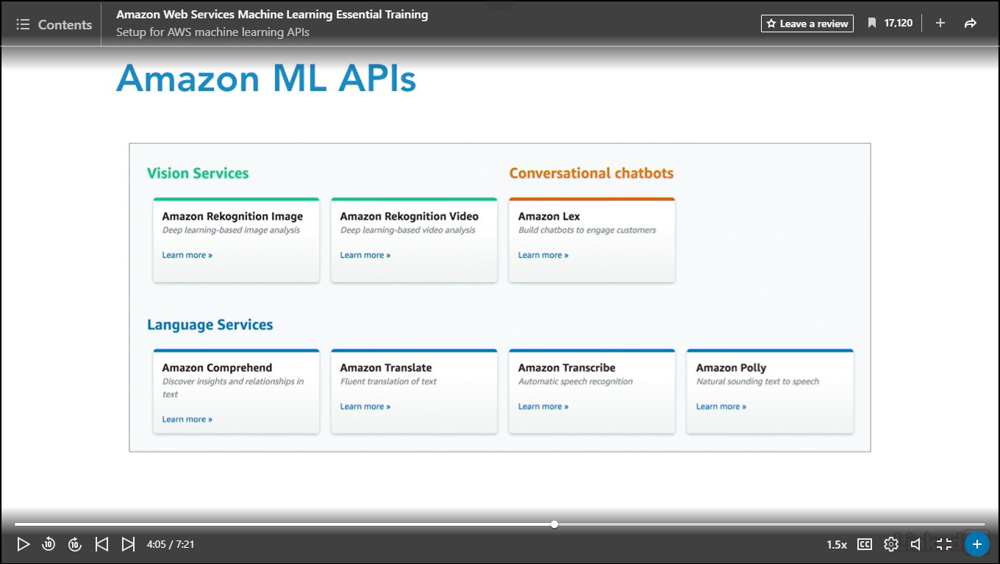 Contents
Amazon Web Services Machine Learning Essential Training
Setup for AWS machine learning APIs
Leave a review
17,120
Amazon ML APIs
Vision Services
Conversational chatbots
Amazon Rekognition Image
Deep learning-based image analysis
Learn more »
Amazon Rekognition Video
Deep learning-based video analysis
Learn more »
Amazon Lex
Build chatbots to engage customers
Learn more »
Language Services
Amazon Comprehend
Discover insights and relationships in
text
Learn more »
Amazon Translate
Fluent translation of text
Learn more »
Amazon Transcribe
Automatic speech recognition
Learn more »
Amazon Polly
Natural sounding text to speech
Learn more »
10
10
4:05 / 7:21
1.5x
CC